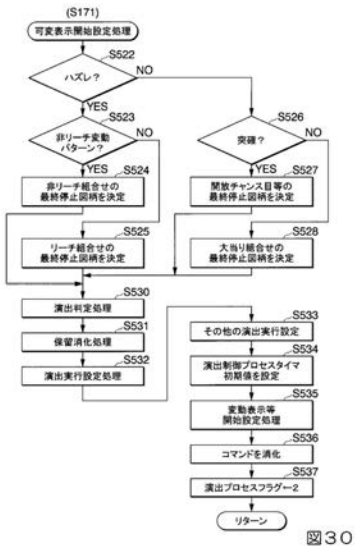 (S171)
可変表示開始設定処理
S522
ハズレ？
NO
YES
S523
非リーチ変動
パターン？
NO
YES
S524
非リーチ組合せの
最終停止図柄を決定
S525
リーチ組合せの
最終停止図柄を決定
S526
突確？
NO
YES
S527
開放チャンス目等の
最終停止図柄を決定
S528
大当り組合せの
最終停止図柄を決定
S530
演出判定処理
S531
保留消化処理
S532
演出実行設定処理
S533
その他の演出実行設定
S534
演出制御プロセスタイマ
初期値を設定
S535
変動表示等
開始設定処理
S536
コマンドを消化
S537
演出プロセスフラグ←2
リターン
図30